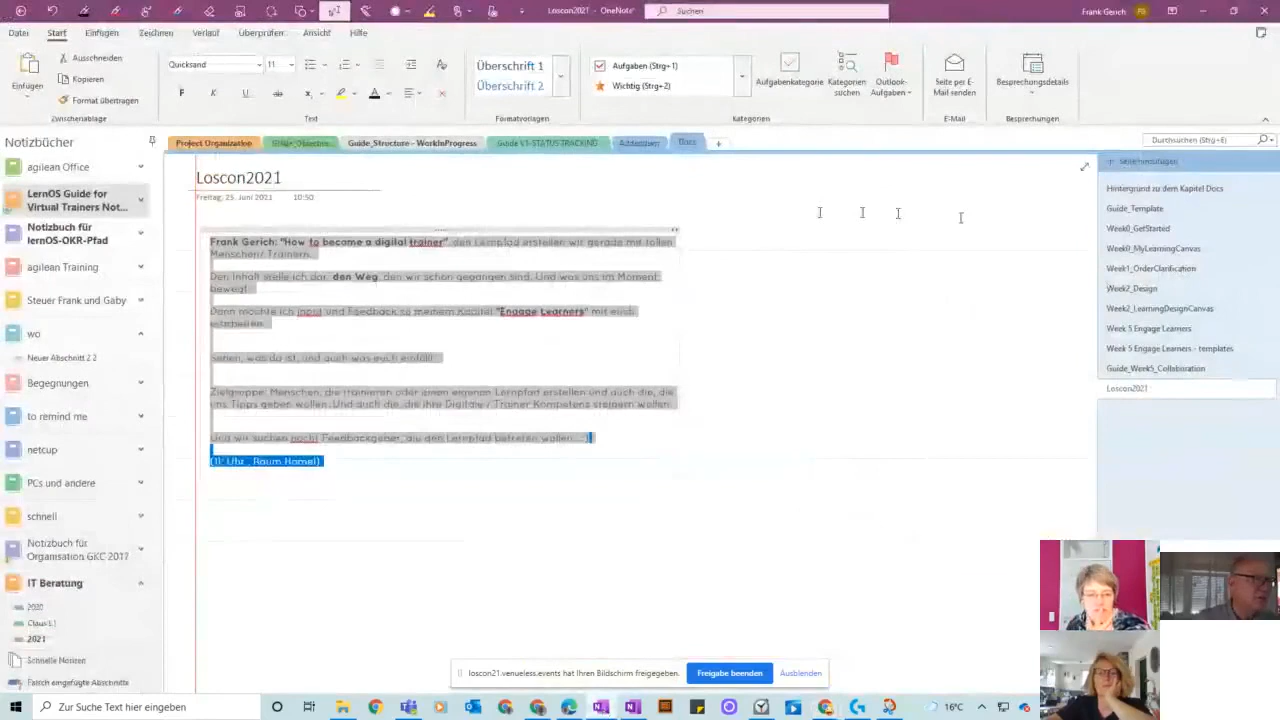 Loscon2021 - OneNote
Suchen
Frank Gerich
FG
Datei Start Einfügen Zeichnen Verlauf Überprüfen Ansicht Hilfe
Einfügen
Ausschneiden
Kopieren
Format übertragen
Zwischenablage
Quicksand 11
F K U ab
Text
Überschrift 1
Überschrift 2
Formatvorlagen
Aufgaben (Strg+1)
Wichtig (Strg+2)
Aufgabenkategorie
Kategorien suchen
Outlook-Aufgaben
Kategorien
Seite per E-Mail senden
E-Mail
Besprechungsdetails
Besprechungen
Notizbücher
Project Organization
Guide_Structure - WorkInProgress
Guide V1-STATUS TRACKING
Docs
+
Durchsuchen (Strg+E)
agilean Office
LernOS Guide for
Virtual Trainers Not...
Notizbuch für
lernOS-OKR-Pfad
agilean Training
Steuer Frank und Gaby
wo
Neuer Abschnitt 2 2
Begegnungen
to remind me
netcup
PCs und andere
schnell
Notizbuch für
Organisation GKC 2017
IT Beratung
2020
2021
Schnelle Notizen
Falsch eingefügte Abschnitte
Loscon2021
Freitag, 25. Juni 2021 10:50
Frank Gerich: "How to become a digital trainer", den Lernpfad erstellen wir gerade mit tollen
Menschen/ Trainern.
Den Inhalt stelle ich dar, den Weg, den wir schon gegangen sind. Und was uns im Moment
bewegt.
Dann möchte ich input und Feedback zu meinem Kapitel "Engage Learners" mit euch
erarbeiten.
Sehen, was da ist, und auch was euch einfällt.
Zielgruppe: Menschen, die trainieren oder einen eigenen Lernpfad erstellen und auch die, die
uns Tipps geben wollen. Und auch die, die ihre Digitale / Trainer Kompetenz steigern wollen.
Und wir suchen noch! Feedbackgeber, die den Lernpfad betreten wollen...:)
(11: Uhr , Raum Hamel)
Seite hinzufügen
Hintergrund zu dem Kapitel Docs
Guide_Template
Week0_GetStarted
Week0_MyLearningCanvas
Week1_OrderClarification
Week2_Design
Week2_LearningDesignCanvas
Week 5 Engage Learners
Week 5 Engage Learners - templates
Guide_Week5_Collaboration
Loscon2021
loscon21.venueless.events hat Ihren Bildschirm freigegeben.
Freigabe beenden
Ausblenden
Zur Suche Text hier eingeben
16°C